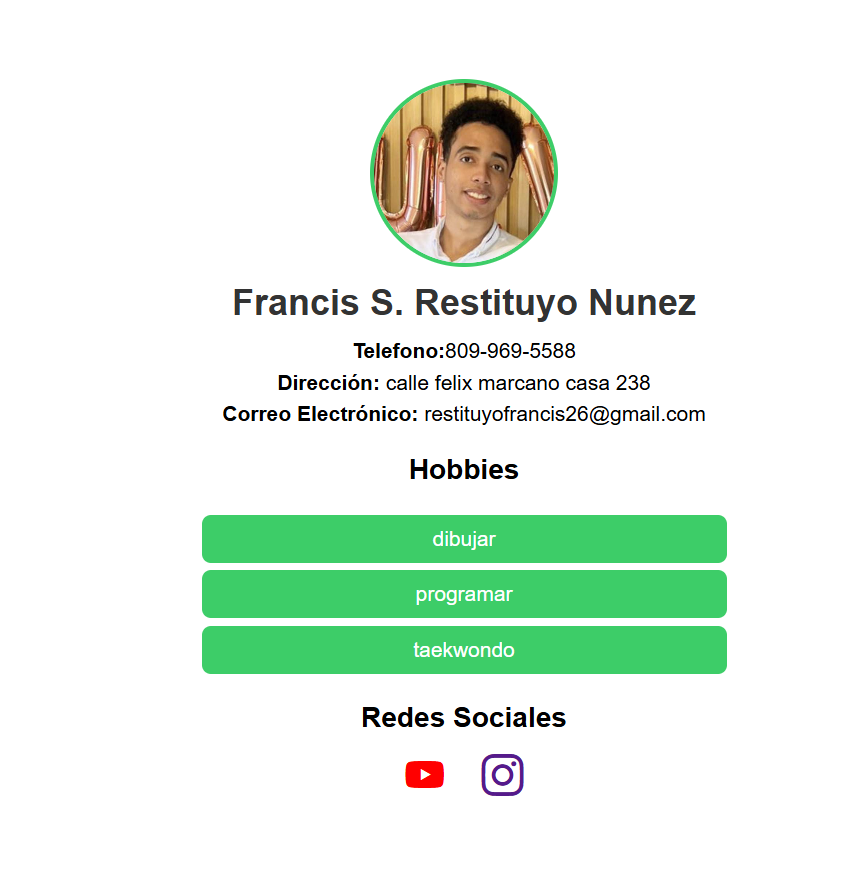 Francis S. Restituyo Nunez
Telefono:809-969-5588
Dirección: calle felix marcano casa 238
Correo Electrónico: restituyofrancis26@gmail.com
Hobbies
dibujar
programar
taekwondo
Redes Sociales